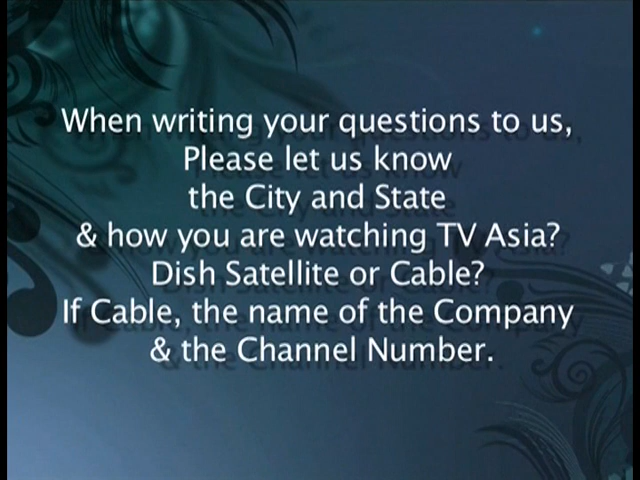 When writing your questions to us,
Please let us know
the City and State
& how you are watching TV Asia?
Dish Satellite or Cable?
If Cable, the name of the Company
& the Channel Number.